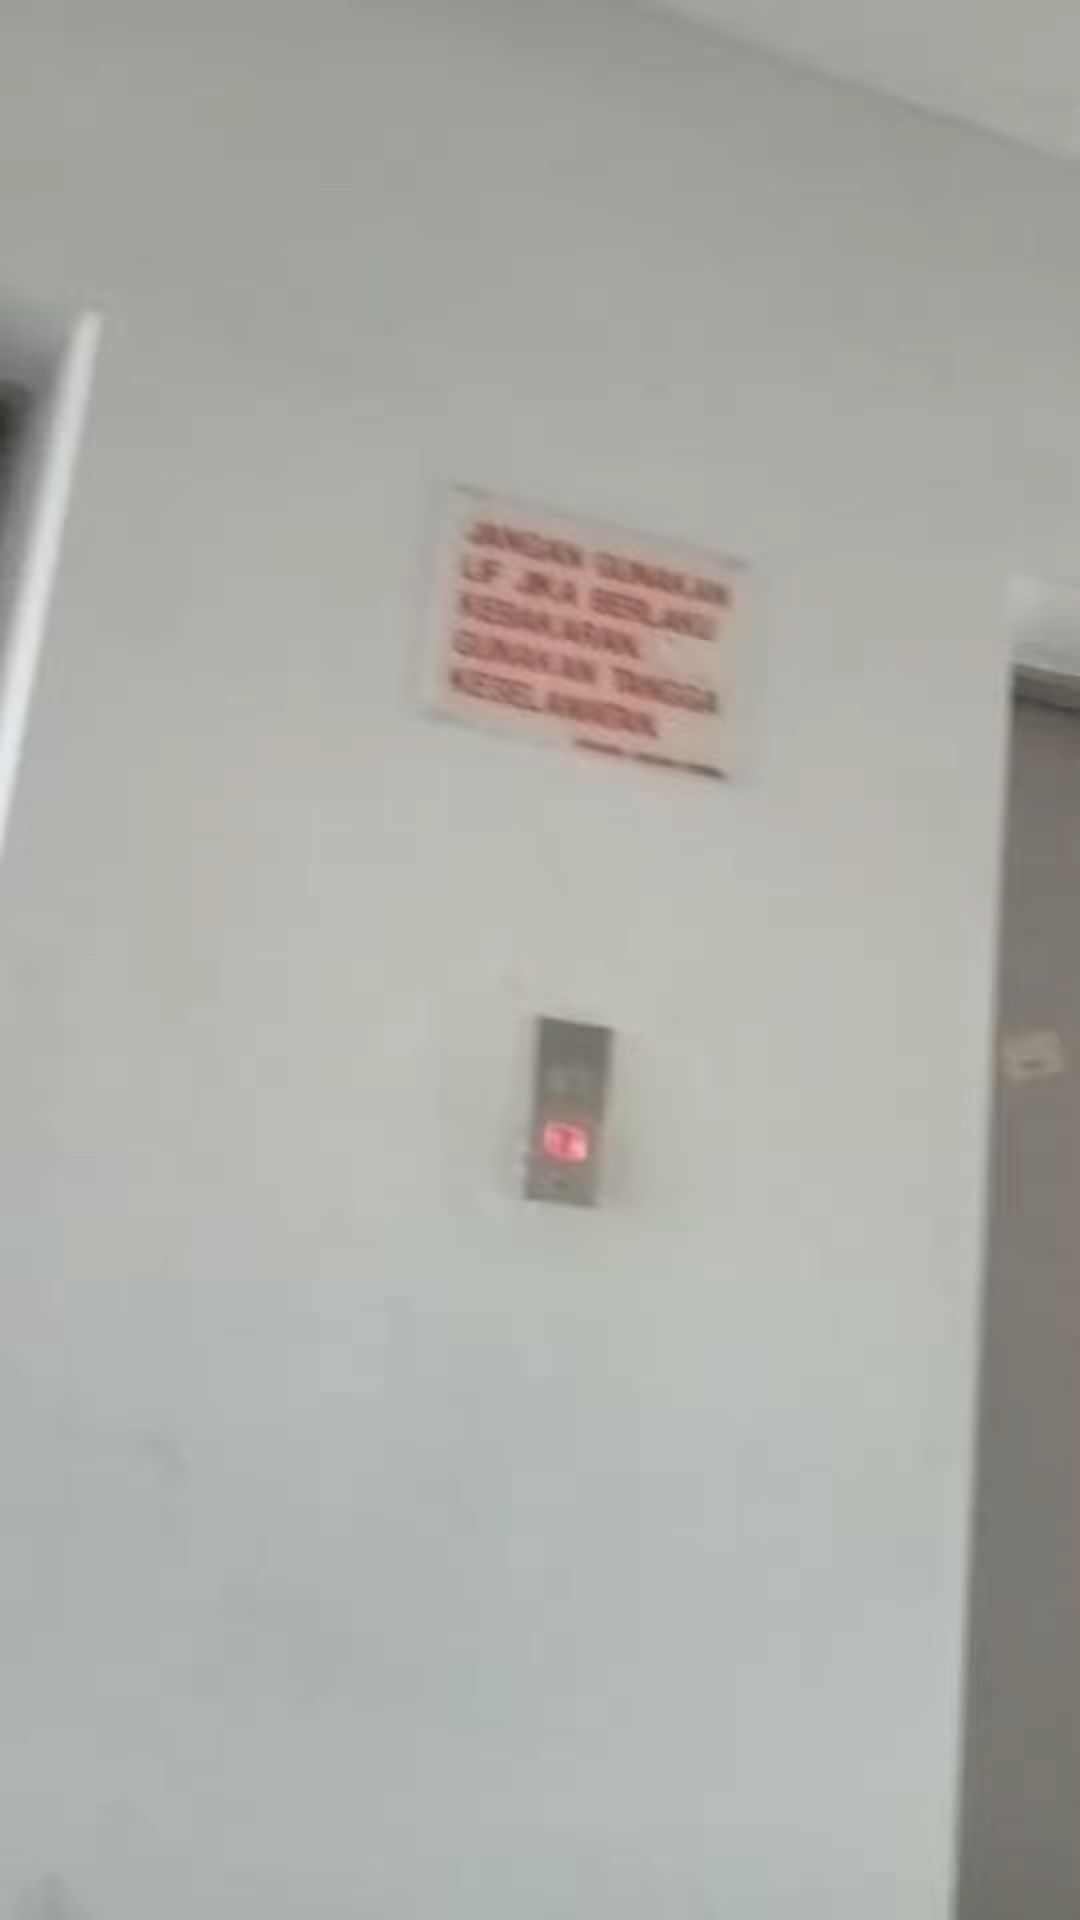 JANGAN GUNAKAN
LIF JIKA BERLAKU
KEBAKARAN.
GUNAKAN TANGGA
KESELAMATAN.